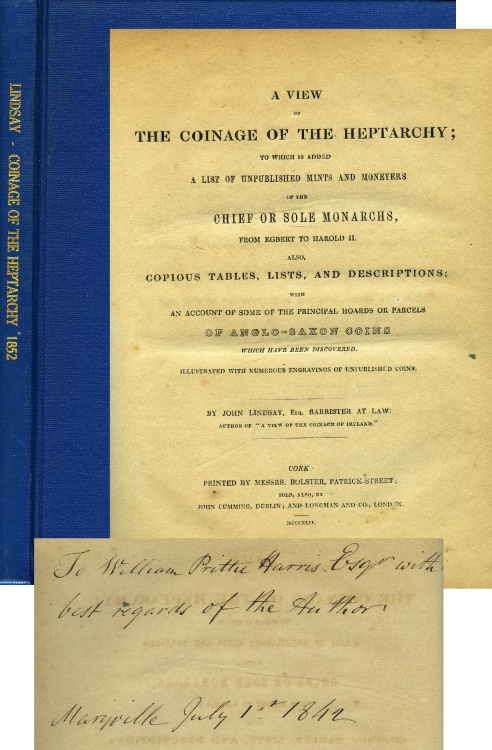 LINDSAY - COINAGE OF THE HEPTARCHY 1852
A VIEW
OF
THE COINAGE OF THE HEPTARCHY;
TO WHICH IS ADDED
A LIST OF UNPUBLISHED MINTS AND MONEYERS
OF THE
CHIEF OR SOLE MONARCHS,
FROM EGBERT TO HAROLD II.
ALSO,
COPIOUS TABLES, LISTS, AND DESCRIPTIONS;
WITH
AN ACCOUNT OF SOME OF THE PRINCIPAL HOARDS OR PARCELS
OF ANGLO-SAXON COINS
WHICH HAVE BEEN DISCOVERED.
ILLUSTRATED WITH NUMEROUS ENGRAVINGS OF UNPUBLISHED COINS.
BY JOHN LINDSAY, Esq. BARRISTER AT LAW:
AUTHOR OF "A VIEW OF THE COINAGE OF IRELAND."
CORK:
PRINTED BY MESSRS. BOLSTER, PATRICK-STREET;
SOLD, ALSO, BY
JOHN CUMMING, DUBLIN; AND LONGMAN AND CO., LONDON.
MDCCCXLII.
To William Prittie Harris Esqr with
best regards of the Author
Maryville July 1st 1842